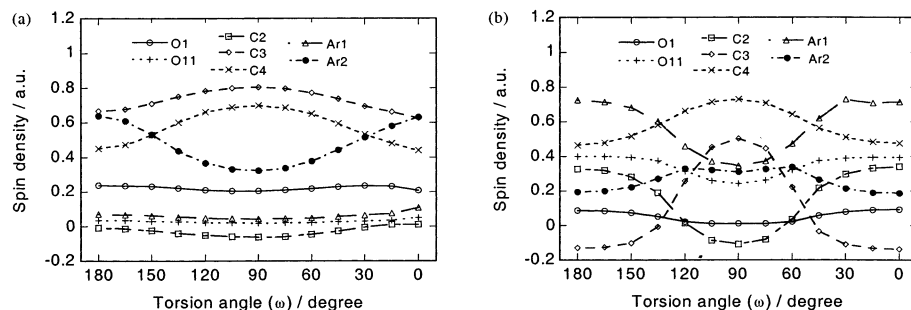 (a)
1.2
1
0.8
0.6
0.4
0.2
0
-0.2
Spin density / a.u.
O1
O11
C2
C3
C4
Ar1
Ar2
180 150 120 90 60 30 0
Torsion angle (ω) / degree
(b)
1.2
1
0.8
0.6
0.4
0.2
0
-0.2
Spin density / a.u.
O1
O11
C2
C3
C4
Ar1
Ar2
180 150 120 90 60 30 0
Torsion angle (ω) / degree